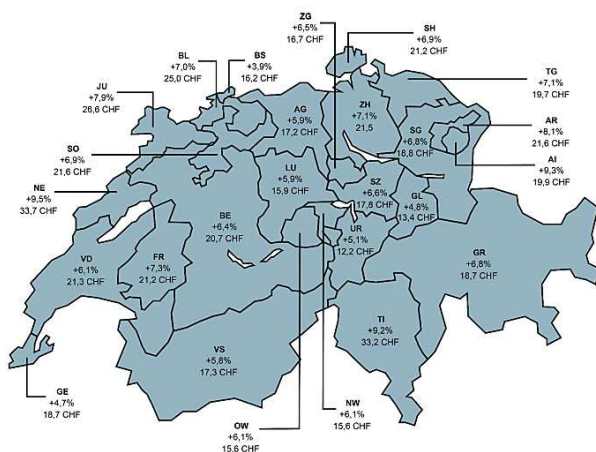 ZG
+6,5%
16,7 CHF
SH
+6,9%
21,2 CHF
BL
+7,0%
25,0 CHF
BS
+3,9%
16,2 CHF
TG
+7,1%
19,7 CHF
JU
+7,9%
26,6 CHF
AG
+5,9%
17,2 CHF
ZH
+7,1%
21,5
AR
+8,1%
21,6 CHF
SG
+6,8%
18,8 CHF
SO
+6,9%
21,6 CHF
AI
+9,3%
19,9 CHF
LU
+5,9%
15,9 CHF
NE
+9,5%
33,7 CHF
SZ
+6,6%
17,8 CHF
GL
+4,8%
13,4 CHF
BE
+6,4%
20,7 CHF
UR
+5,1%
12,2 CHF
GR
+6,8%
18,7 CHF
VD
+6,1%
21,3 CHF
FR
+7,3%
21,2 CHF
TI
+9,2%
33,2 CHF
VS
+5,8%
17,3 CHF
GE
+4,7%
18,7 CHF
NW
+6,1%
15,6 CHF
OW
+6,1%
15,6 CHF